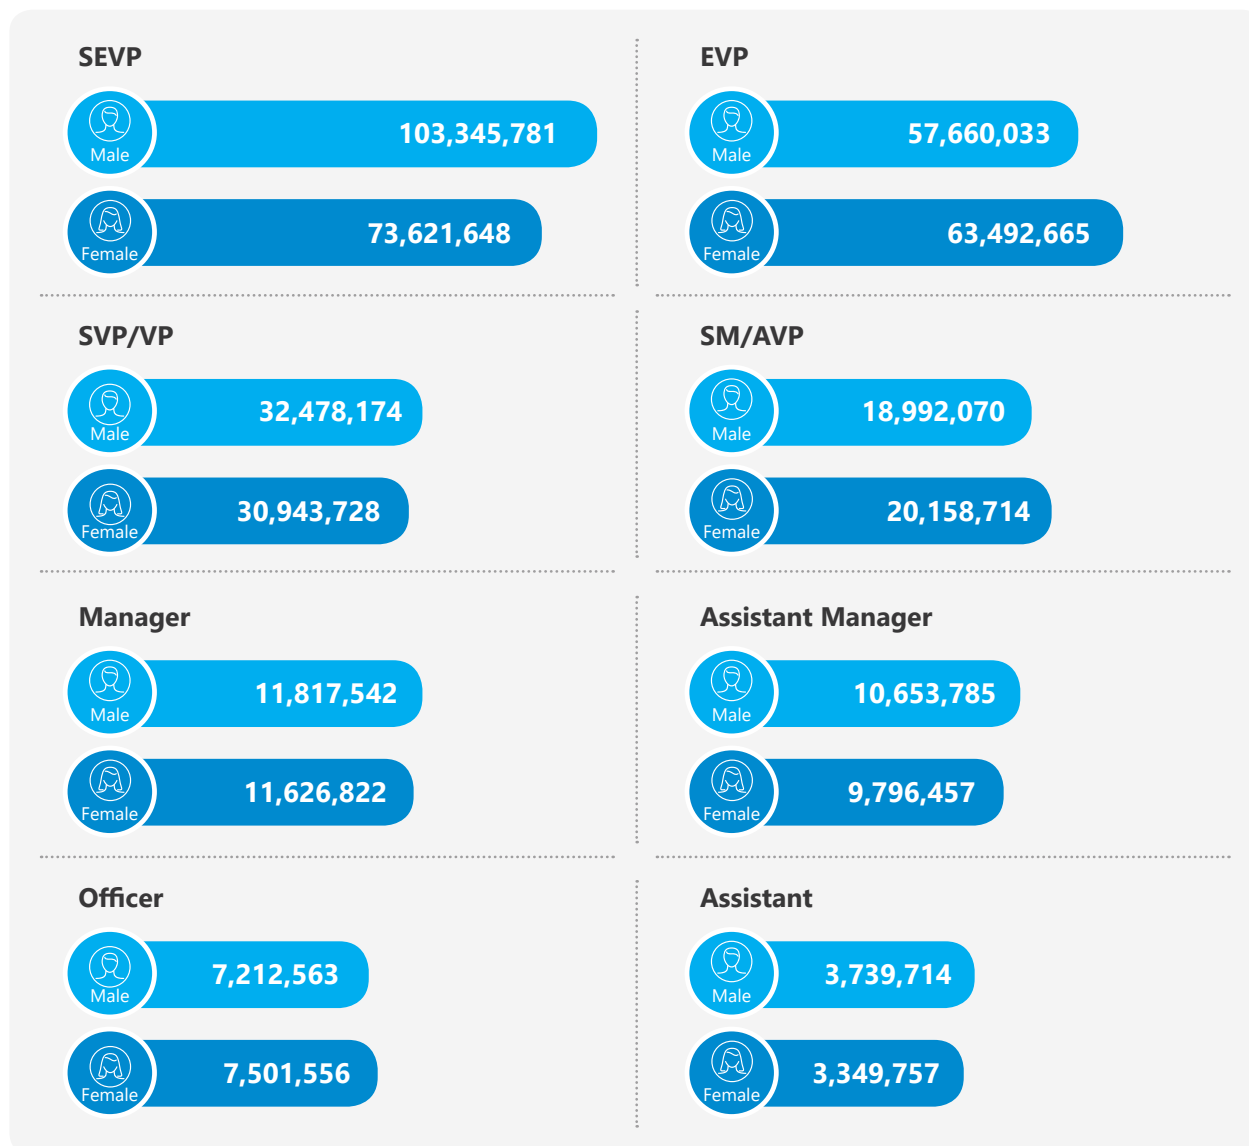 SEVP
Male
103,345,781
Female
73,621,648
EVP
Male
57,660,033
Female
63,492,665
SVP/VP
Male
32,478,174
Female
30,943,728
SM/AVP
Male
18,992,070
Female
20,158,714
Manager
Male
11,817,542
Female
11,626,822
Assistant Manager
Male
10,653,785
Female
9,796,457
Officer
Male
7,212,563
Female
7,501,556
Assistant
Male
3,739,714
Female
3,349,757